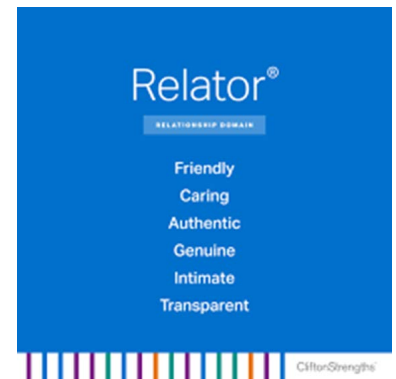 Relator®
RELATIONSHIP DOMAIN
Friendly
Caring
Authentic
Genuine
Intimate
Transparent
CliftonStrengths